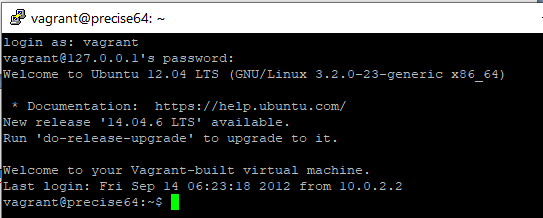 vagrant@precise64: ~
login as: vagrant
vagrant@127.0.0.1's password:
Welcome to Ubuntu 12.04 LTS (GNU/Linux 3.2.0-23-generic x86_64)
* Documentation:  https://help.ubuntu.com/
New release '14.04.6 LTS' available.
Run 'do-release-upgrade' to upgrade to it.
Welcome to your Vagrant-built virtual machine.
Last login: Fri Sep 14 06:23:18 2012 from 10.0.2.2
vagrant@precise64:~$